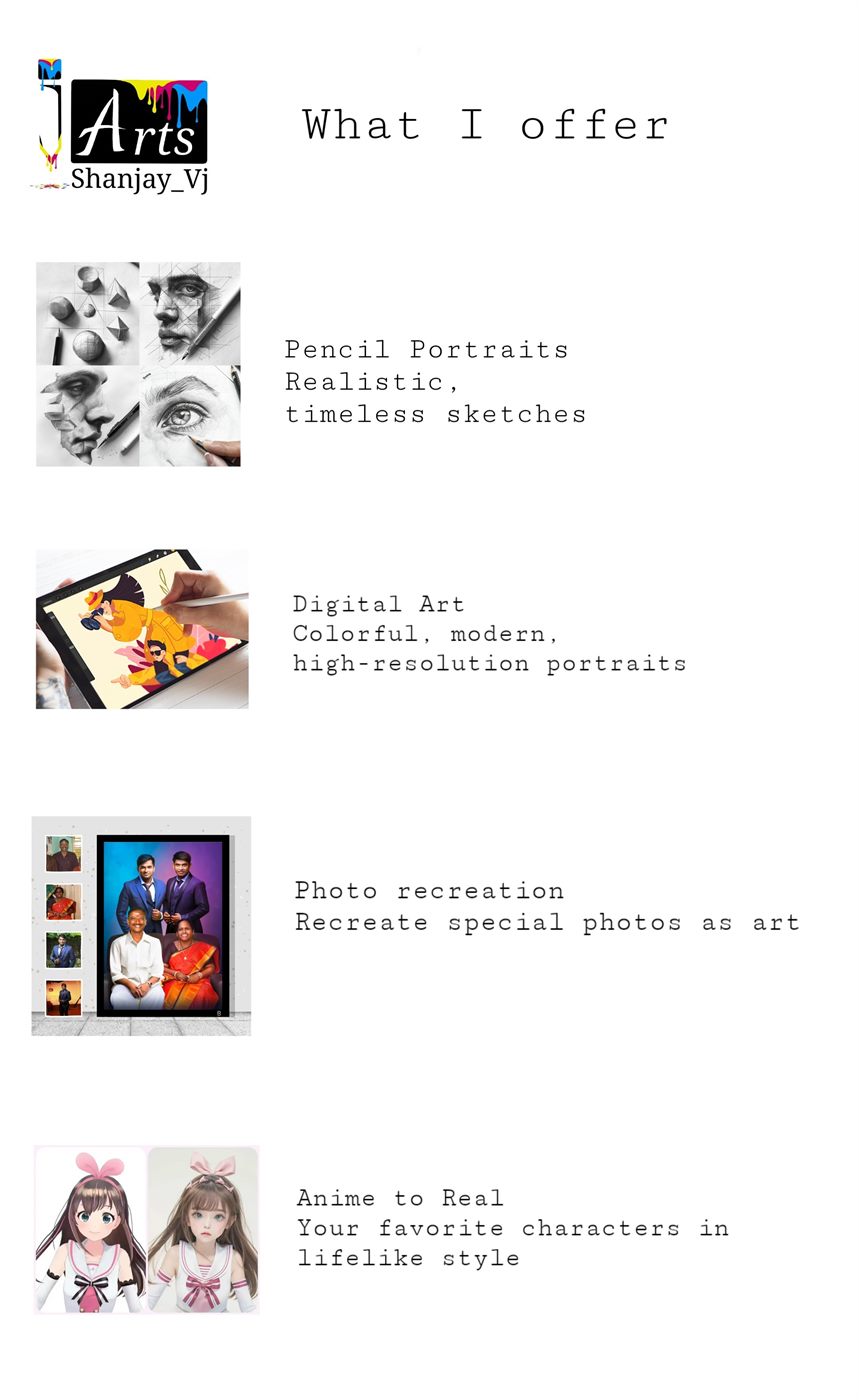 J Arts
Shanjay_Vj
What I offer
Pencil Portraits
Realistic,
timeless sketches
Digital Art
Colorful, modern,
high-resolution portraits
Photo recreation
Recreate special photos as art
Anime to Real
Your favorite characters in
lifelike style